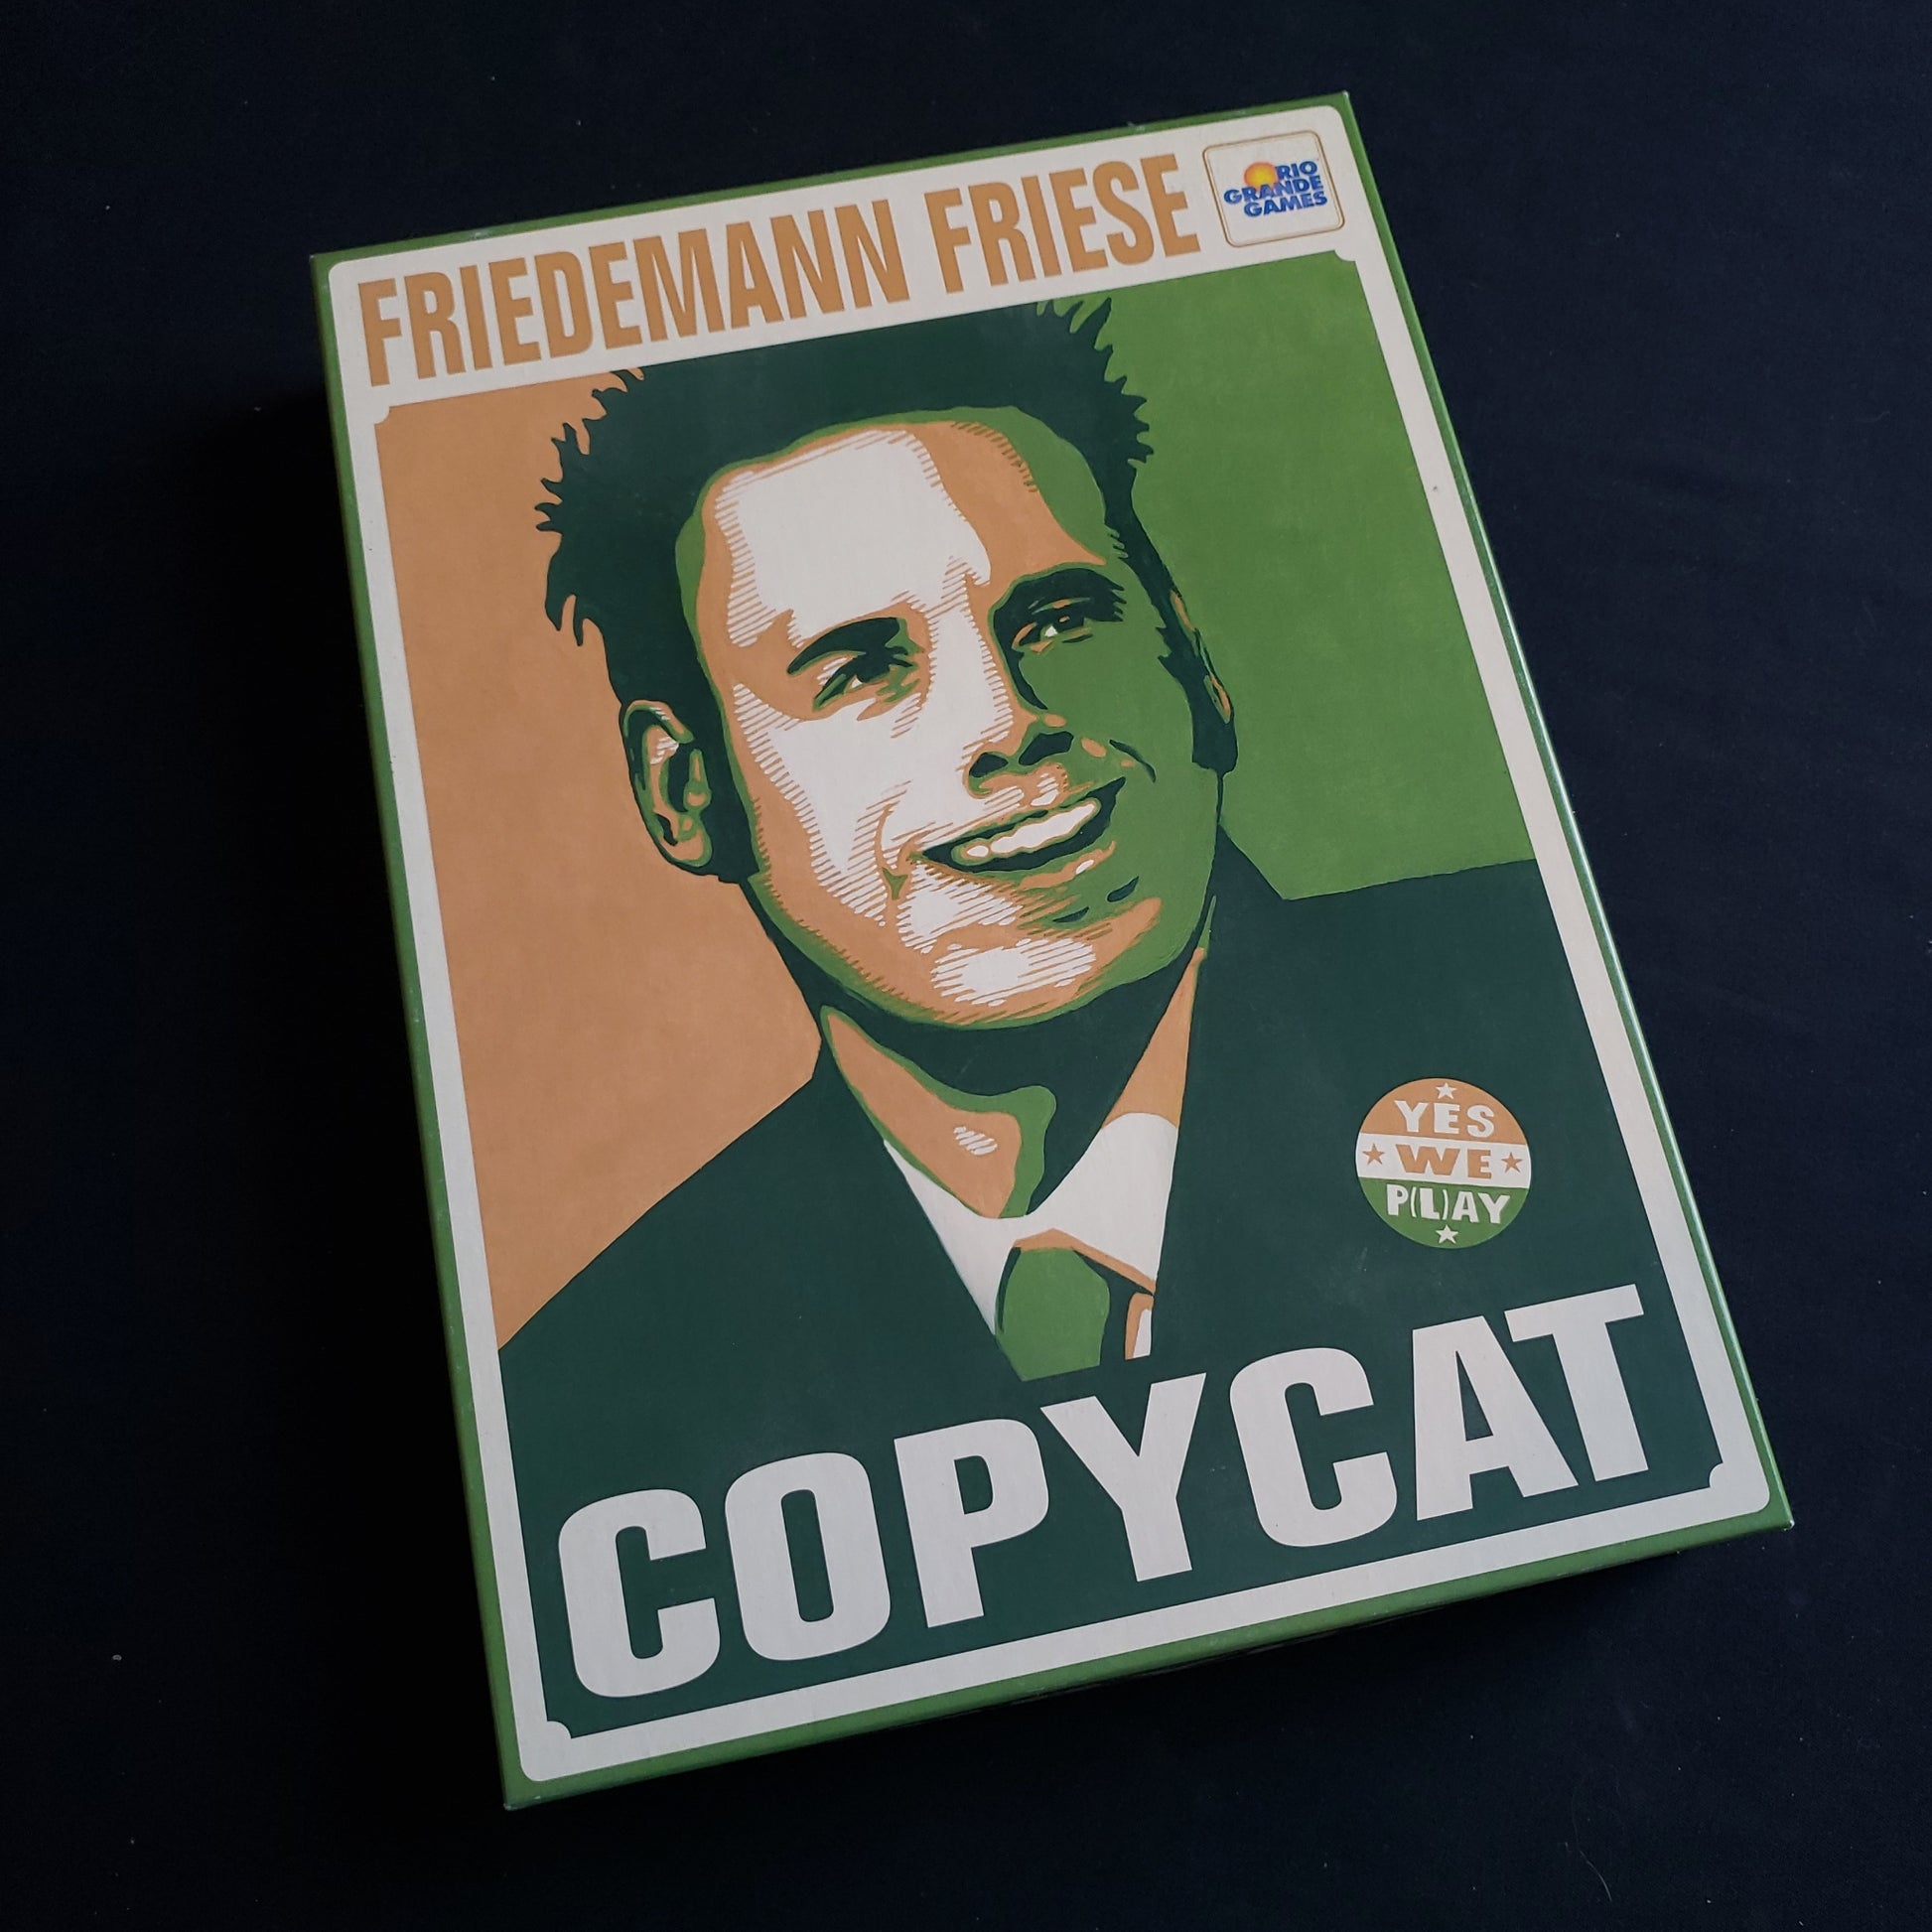 FRIEDEMANN FRIESE
RIO
GRANDE
GAMES
YES
WE
P(L)AY
COPYCAT